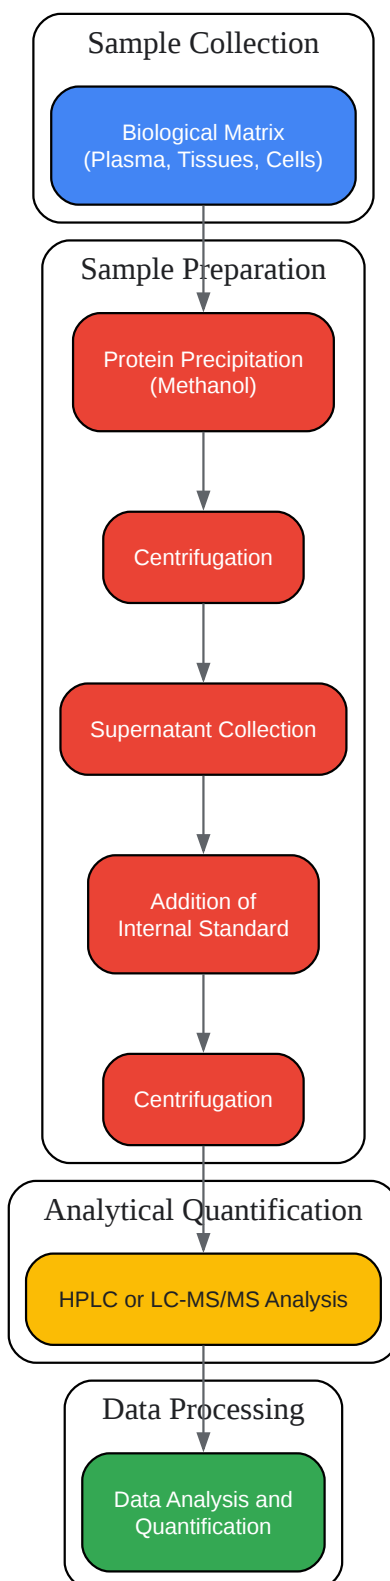 Sample Collection
Biological Matrix
(Plasma, Tissues, Cells)
Sample Preparation
Protein Precipitation
(Methanol)
Centrifugation
Supernatant Collection
Addition of
Internal Standard
Centrifugation
Analytical Quantification
HPLC or LC-MS/MS Analysis
Data Processing
Data Analysis and
Quantification